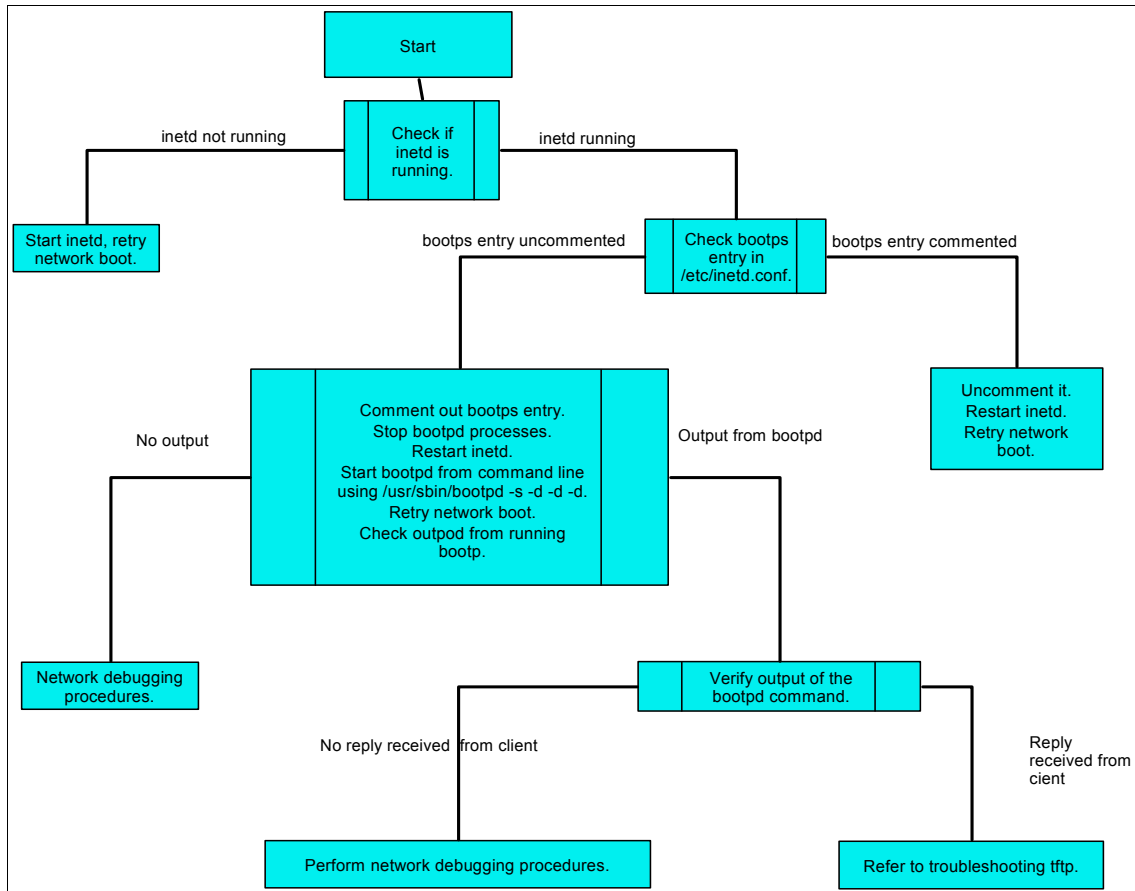 Start
inetd not running
Check if
inetd is
running.
inetd running
Start inetd, retry
network boot.
bootps entry uncommented
Check bootps
entry in
/etc/inetd.conf.
bootps entry commented
No output
Comment out bootps entry.
Stop bootpd processes.
Restart inetd.
Start bootpd from command line
using /usr/sbin/bootpd -s -d -d -d.
Retry network boot.
Check outpod from running
bootp.
Output from bootpd
Uncomment it.
Restart inetd.
Retry network
boot.
Network debugging
procedures.
Verify output of the
bootpd command.
No reply received from client
Reply
received from
cient
Perform network debugging procedures.
Refer to troubleshooting tftp.